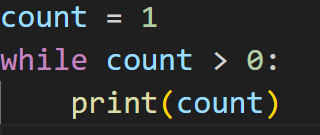 count = 1
while count > 0:
    print(count)